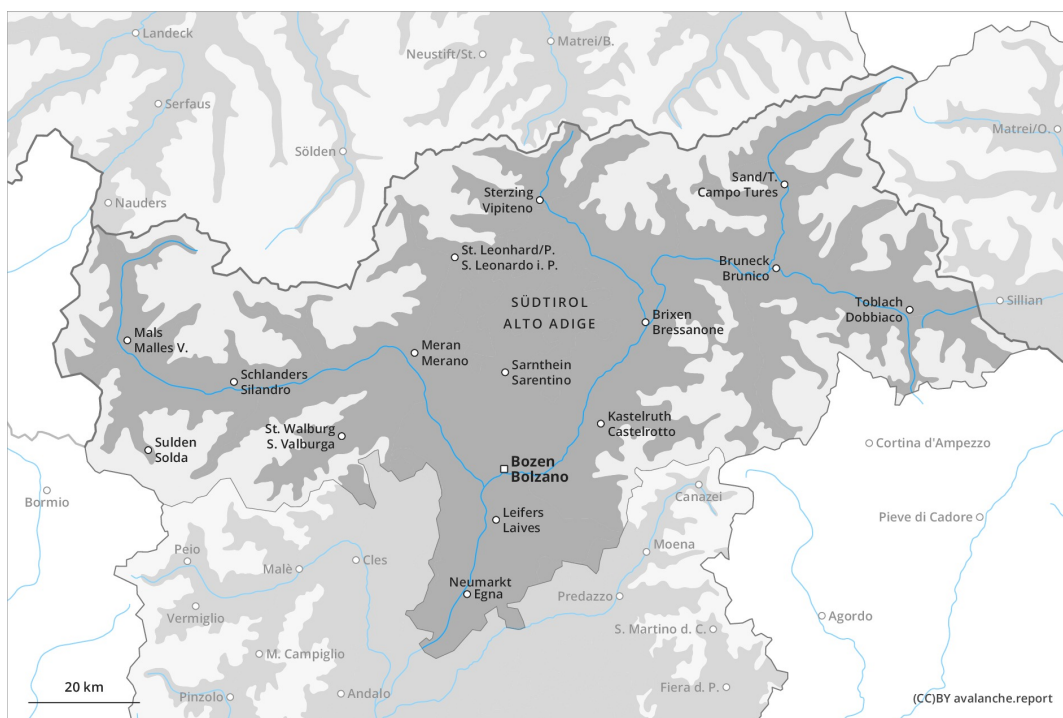 Landeck
Matrei/B.
Neustift/St.
Serfaus
Matrei/O.
Sölden
Sand/T.
Campo Tures
Sterzing
Vipiteno
Nauders
St. Leonhard/P.
S. Leonardo i. P.
Bruneck
Brunico
SÜDTIROL
ALTO ADIGE
Toblach
Dobbiaco
Sillian
Brixen
Bressanone
Mals
Malles V.
Meran
Merano
Sarnthein
Sarentino
Schlanders
Silandro
Kastelruth
Castelrotto
St. Walburg
S. Valburga
Sulden
Solda
Cortina d'Ampezzo
Bozen
Bolzano
Bormio
Canazei
Leifers
Laives
Pieve di Cadore
Moena
Peio
Malè
Cles
Neumarkt
Egna
Predazzo
Vermiglio
Agordo
S. Martino d. C.
M. Campiglio
20 km
Pinzolo
Andalo
Fiera d. P.
(CC)BY avalanche.report